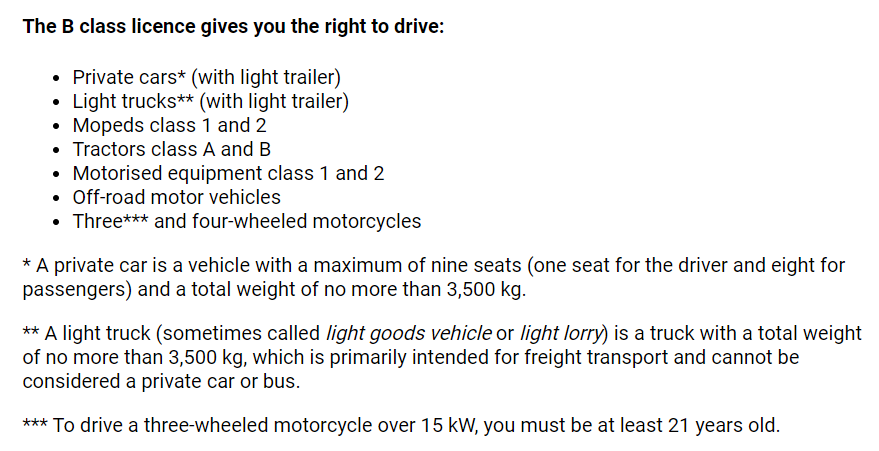 The B class licence gives you the right to drive:
• Private cars* (with light trailer)
• Light trucks** (with light trailer)
• Mopeds class 1 and 2
• Tractors class A and B
• Motorised equipment class 1 and 2
• Off-road motor vehicles
• Three*** and four-wheeled motorcycles
* A private car is a vehicle with a maximum of nine seats (one seat for the driver and eight for
passengers) and a total weight of no more than 3,500 kg.
** A light truck (sometimes called light goods vehicle or light lorry) is a truck with a total weight
of no more than 3,500 kg, which is primarily intended for freight transport and cannot be
considered a private car or bus.
*** To drive a three-wheeled motorcycle over 15 kW, you must be at least 21 years old.